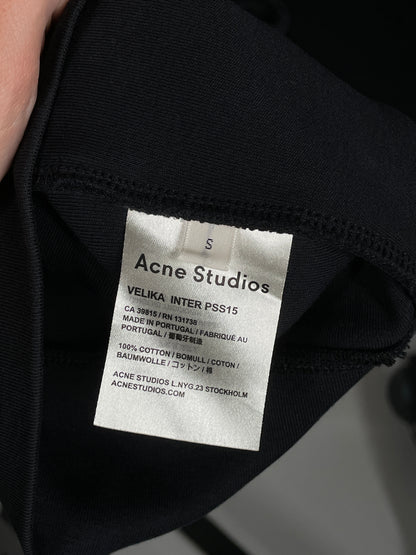 S
Acne Studios
VELIKA INTER PSS15
CA 39815 / RN 131738
MADE IN PORTUGAL / FABRIQUÉ AU
PORTUGAL / 葡萄牙制造
100% COTTON / BOMULL / COTON /
BAUMWOLLE / コットン / 棉
ACNE STUDIOS L.NYG.23 STOCKHOLM
ACNESTUDIOS.COM